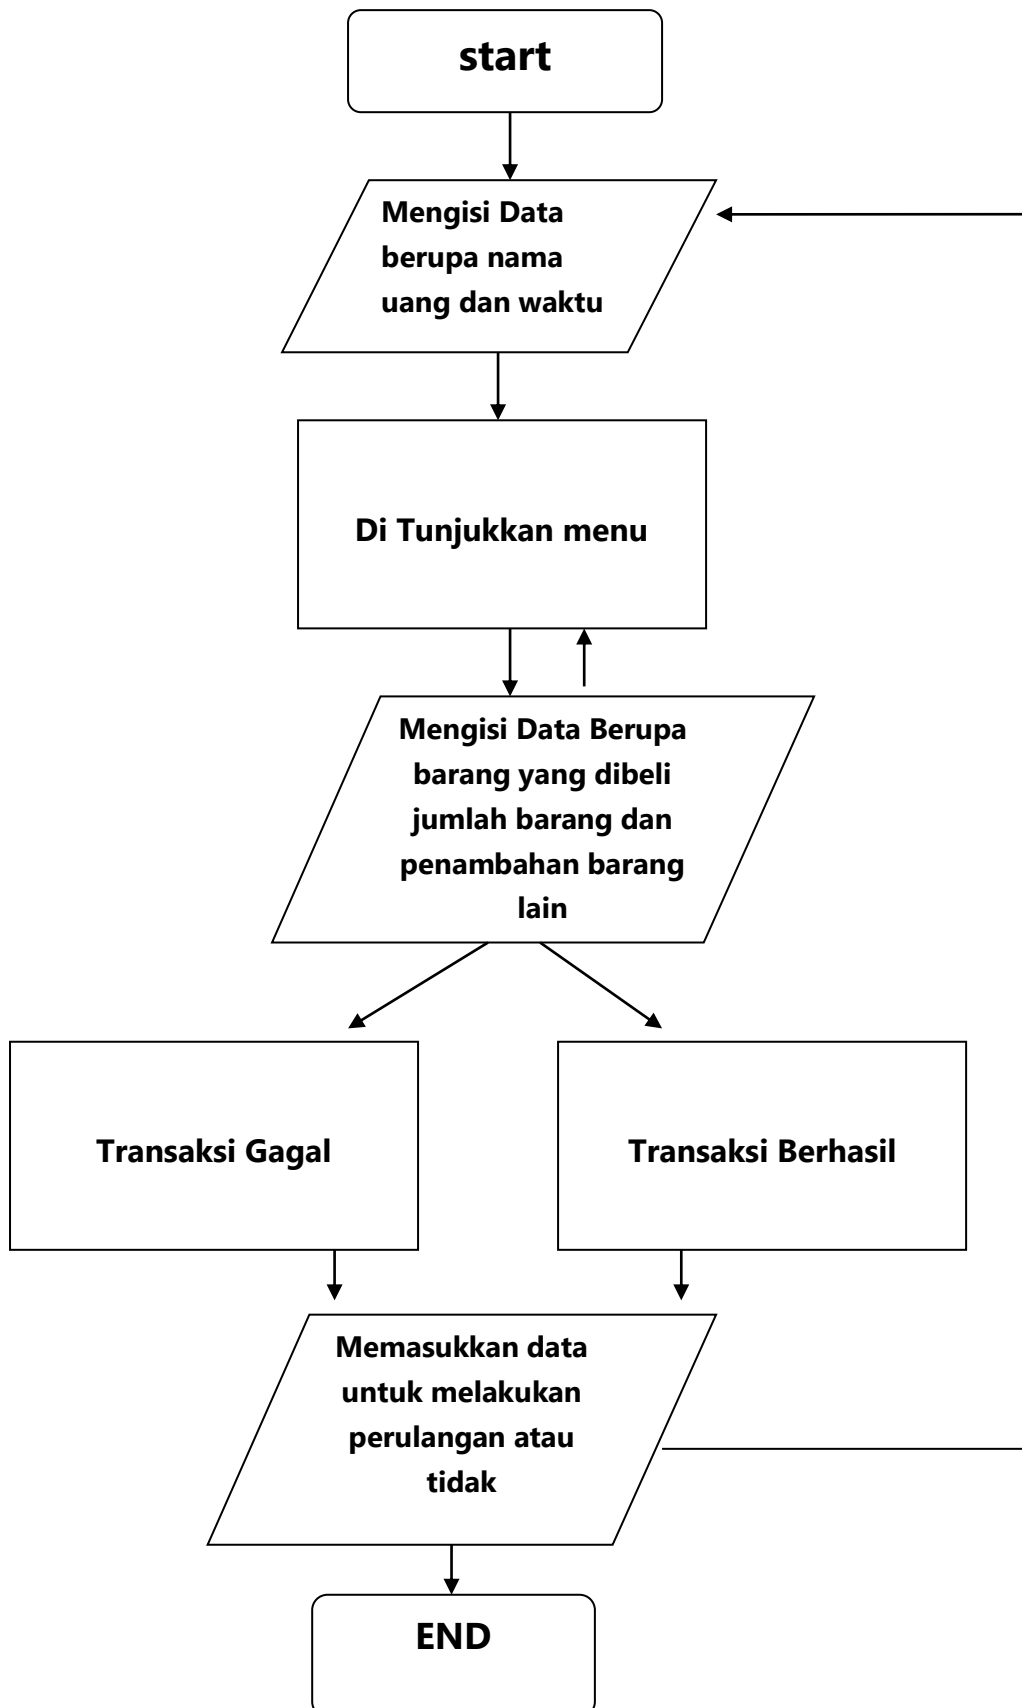 start
Mengisi Data
berupa nama
uang dan waktu
Di Tunjukkan menu
Mengisi Data Berupa
barang yang dibeli
jumlah barang dan
penambahan barang
lain
Transaksi Gagal
Transaksi Berhasil
Memasukkan data
untuk melakukan
perulangan atau
tidak
END